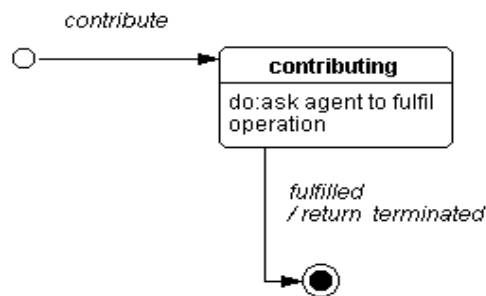 contribute
contributing
do:ask agent to fulfil
operation
fulfilled
/ return terminated